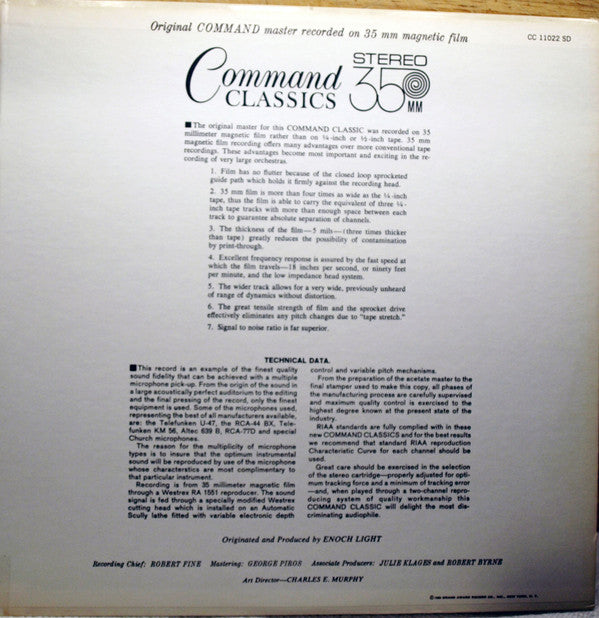 Original COMMAND master recorded on 35 mm magnetic film
CC 11022 SD
Command
CLASSICS
STEREO
35
MM
■The original master for this COMMAND CLASSIC was recorded on 35
millimeter magnetic film rather than on ¼-inch or ½-inch tape. 35 mm
magnetic film recording offers many advantages over more conventional tape
recordings. These advantages become most important and exciting in the re-
cording of very large orchestras.
1. Film has no flutter because of the closed loop sprocketed
guide path which holds it firmly against the recording head.
2. 35 mm film is more than four times as wide as the ¼-inch
tape, thus the film is able to carry the equivalent of three ¼-
inch tape tracks with more than enough space between each
track to guarantee absolute separation of channels.
3. The thickness of the film—5 mils—(three times thicker
than tape) greatly reduces the possibility of contamination
by print-through.
4. Excellent frequency response is assured by the fast speed at
which the film travels—18 inches per second, or ninety feet
per minute, and the low impedance head system.
5. The wider track allows for a very wide, previously unheard
of range of dynamics without distortion.
6. The great tensile strength of film and the sprocket drive
effectively eliminates any pitch changes due to "tape stretch."
7. Signal to noise ratio is far superior.
TECHNICAL DATA.
■This record is an example of the finest quality
sound fidelity that can be achieved with a multiple
microphone pick-up. From the origin of the sound in
a large acoustically perfect auditorium to the editing
and the final pressing of the record, only the finest
equipment is used. Some of the microphones used,
representing the best of all manufacturers available,
are: the Telefunken U-47, the RCA-44 BX, Tele-
funken KM 56, Altec 639 B, RCA-77D and special
Church microphones.
The reason for the multiplicity of microphone
types is to insure that the optimum instrumental
sound will be reproduced by use of the microphone
whose characterstics are most complimentary to
that particular instrument.
Recording is from 35 millimeter magnetic film
through a Westrex RA 1551 reproducer. The sound
signal is fed through a specially modified Westrex
cutting head which is installed on an Automatic
Scully lathe fitted with variable electronic depth
control and variable pitch mechanisms.
From the preparation of the acetate master to the
final stamper used to make this copy, all phases of
the manufacturing process are carefully supervised
and maximum quality control is exercised to the
highest degree known at the present state of the
industry.
RIAA standards are fully complied with in these
new COMMAND CLASSICS and for the best results
we recommend that standard RIAA reproduction
Characteristic Curve for each channel should be
used.
Great care should be exercised in the selection
of the stereo cartridge—properly adjusted for opti-
mum tracking force and a minimum of tracking error
—and, when played through a two-channel repro-
ducing system of quality workmanship this
COMMAND CLASSIC will delight the most dis-
criminating audiophile.
Originated and Produced by ENOCH LIGHT
Recording Chief: ROBERT FINE Mastering: GEORGE PIROS Associate Producers: JULIE KLAGES and ROBERT BYRNE
Art Director—CHARLES E. MURPHY
GRAND AWARD RECORD CO., INC., NEW YORK, N. Y.